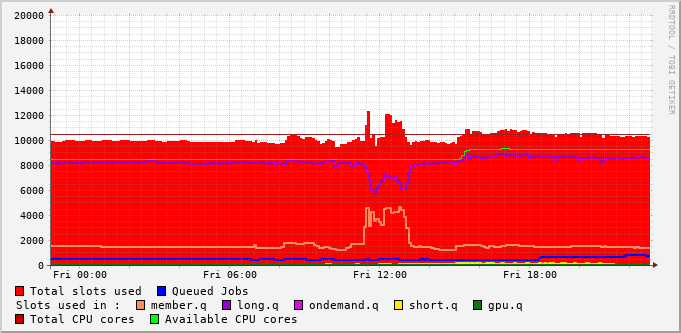 20000
18000
16000
14000
12000
10000
8000
6000
4000
2000
0
Fri 00:00 Fri 06:00 Fri 12:00 Fri 18:00
Total slots used Queued Jobs
Slots used in : member.q long.q ondemand.q short.q gpu.q
Total CPU cores Available CPU cores
RRDTOOL / TOBI OETIKER